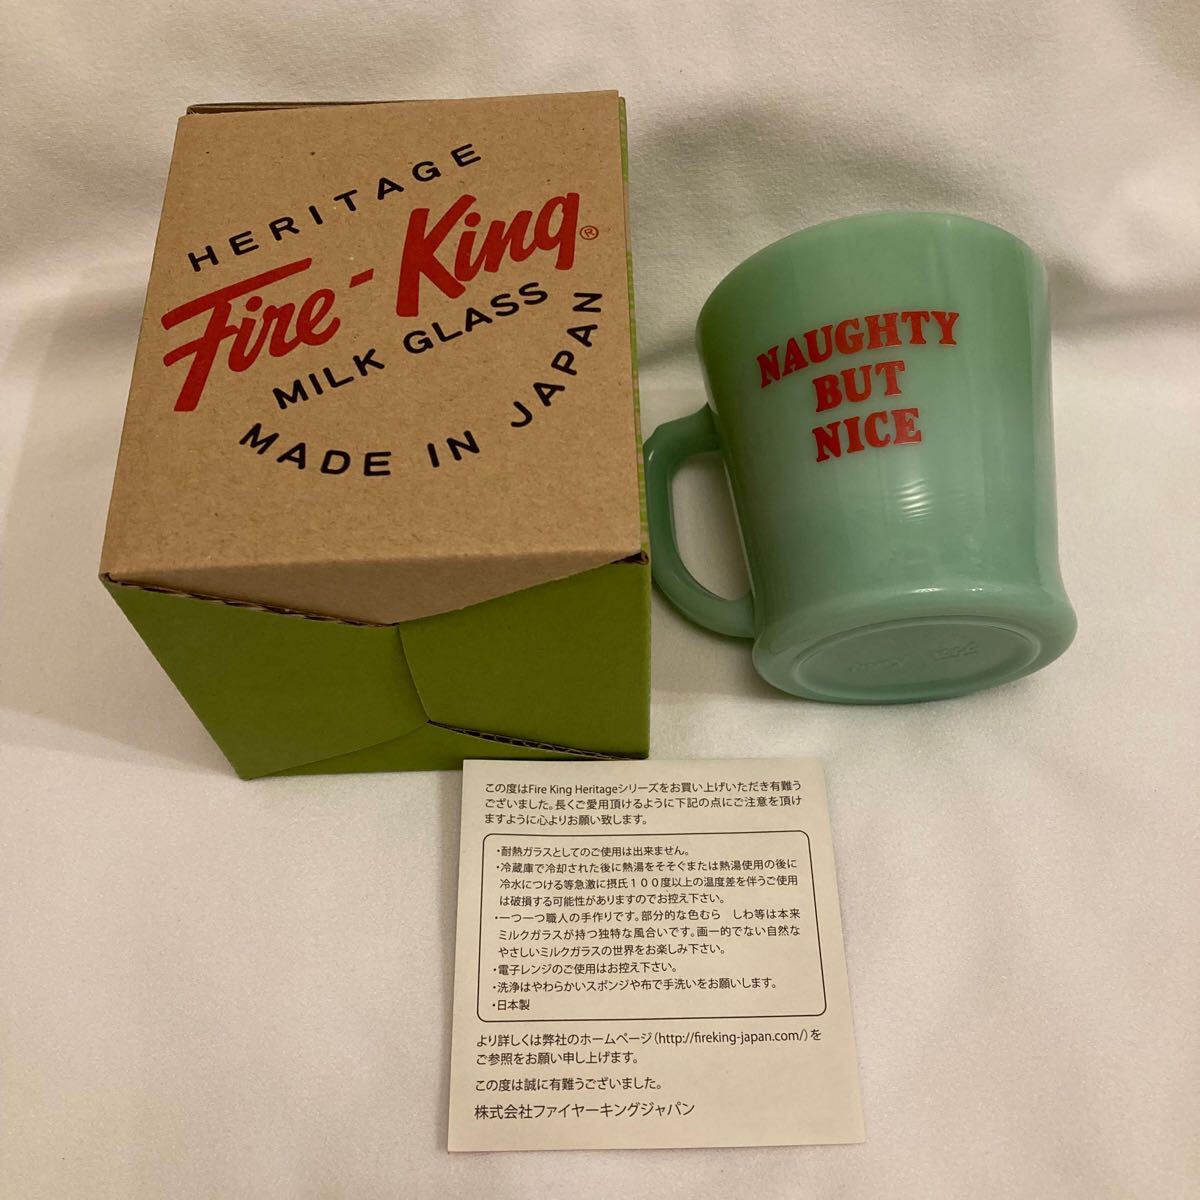 HERITAGE
Fire-King®
MILK GLASS
MADE IN JAPAN
NAUGHTY
BUT
NICE
この度はFire King Heritageシリーズをお買い上げいただき有難う
ございました。長くご愛用頂けるように下記の点にご注意を頂け
ますように心よりお願い致します。
・耐熱ガラスとしてのご使用は出来ません。
・冷蔵庫で冷却された後に熱湯をそそぐまたは熱湯使用の後に
冷水につける等急激に摂氏１００度以上の温度差を伴うご使用
は破損する可能性がありますのでお控え下さい。
・一つ一つ職人の手作りです。部分的な色むら　しわ等は本来
ミルクガラスが持つ独特な風合いです。画一的でない自然な
やさしいミルクガラスの世界をお楽しみ下さい。
・電子レンジのご使用はお控え下さい。
・洗浄はやわらかいスポンジや布で手洗いをお願いします。
・日本製
より詳しくは弊社のホームページ（http://fireking-japan.com/）を
ご参照をお願い申し上げます。
この度は誠に有難うございました。
株式会社ファイヤーキングジャパン